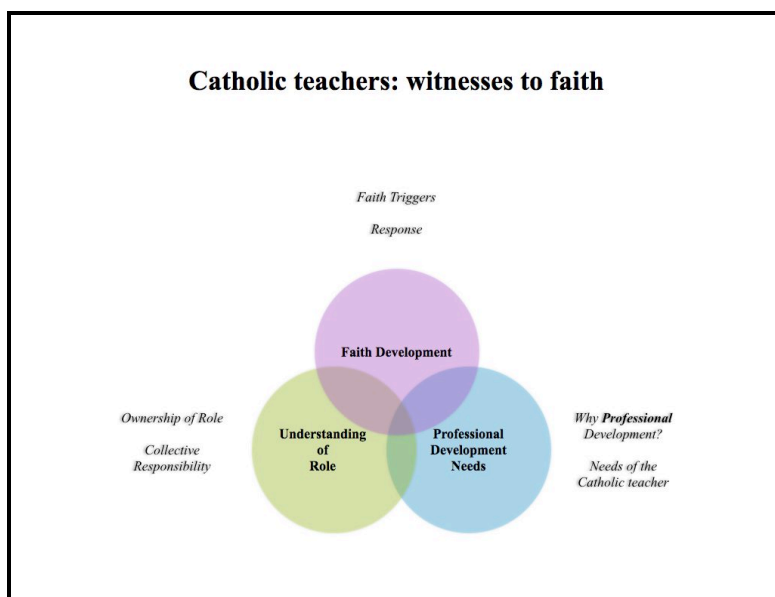 Catholic teachers: witnesses to faith
Faith Triggers
Response
Faith Development
Ownership of Role
Collective
Responsibility
Understanding
of
Role
Professional
Development
Needs
Why Professional
Development?
Needs of the
Catholic teacher